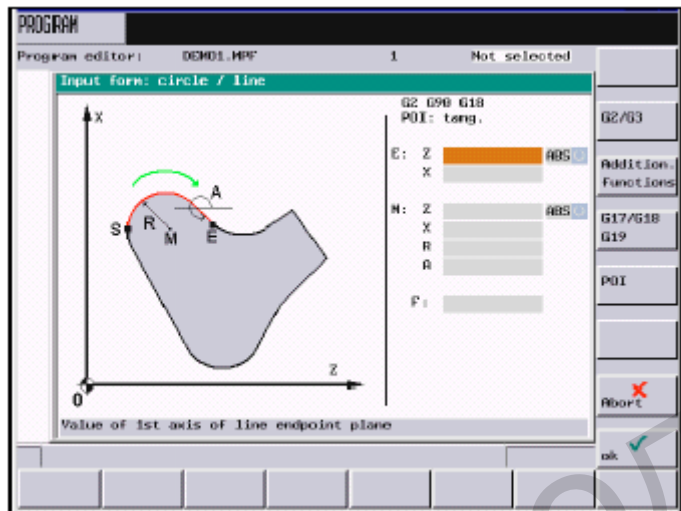 PROGRAM
Program editor: DEMO1.MPF 1 Not selected
Input form: circle / line
G2 G90 G18
POI: tang.
X
A
S
R
M
E
Z
0
E: Z ABS
X
M: Z ABS
X
R
A
F:
Value of 1st axis of line endpoint plane
G2/G3
Addition.
Functions
G17/G18
G19
POI
Abort
ok